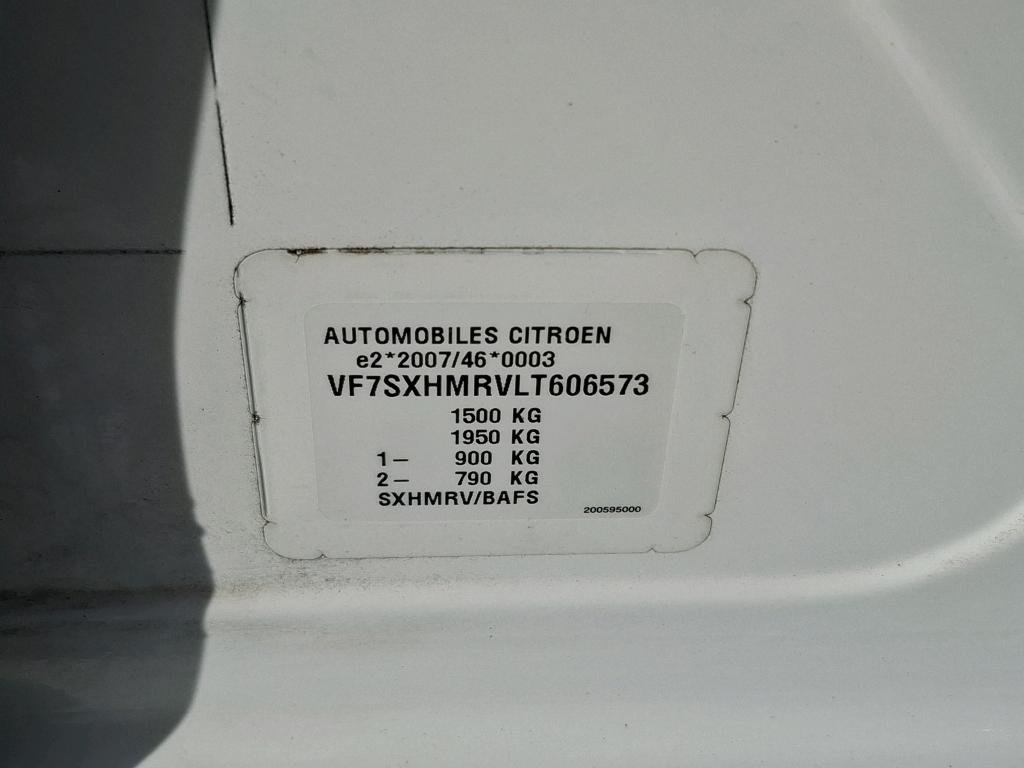 AUTOMOBILES CITROEN
e2*2007/46*0003
VF7SXHMRVLT606573
1500 KG
1950 KG
1— 900 KG
2— 790 KG
SXHMRV/BAFS
200595000